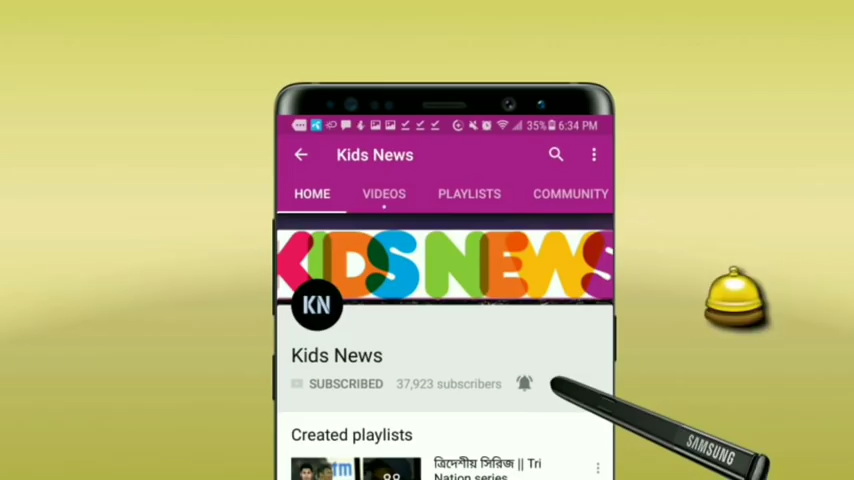 35% 6:34 PM
Kids News
HOME VIDEOS PLAYLISTS COMMUNITY
KIDS NEWS
KN
Kids News
SUBSCRIBED 37,923 subscribers
SAMSUNG
Created playlists
ত্রিদেশীয় সিরিজ || Tri
Nation series
88